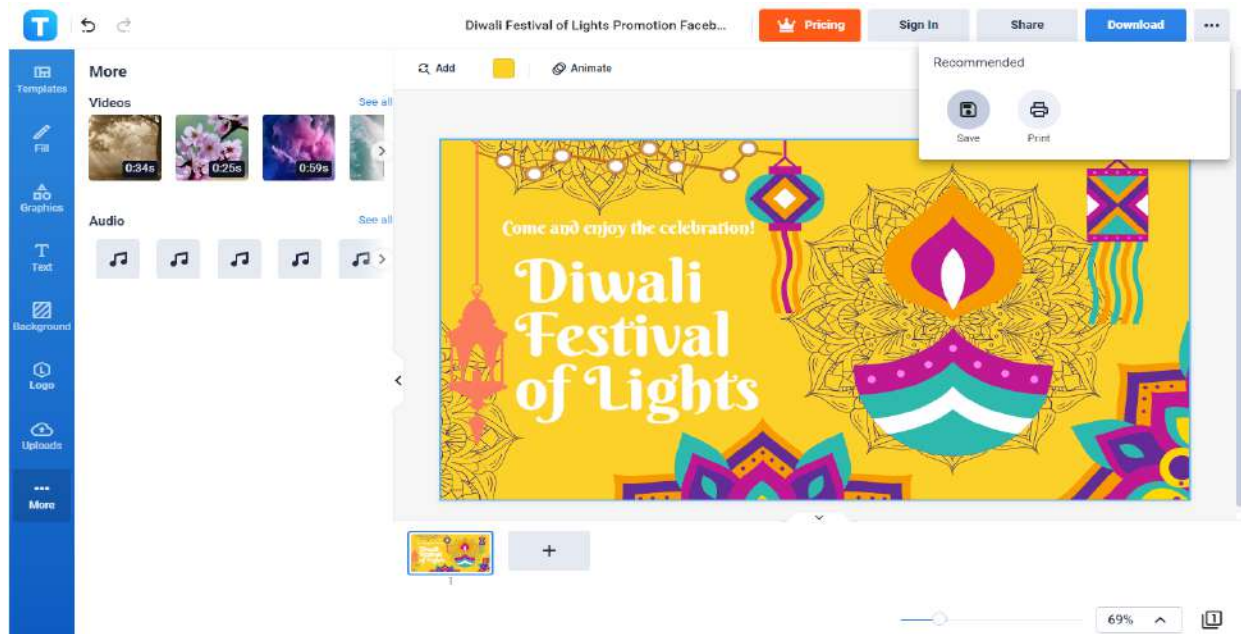 T
Diwali Festival of Lights Promotion Faceb...
Pricing
Sign In
Share
Download
Templates
Fill
Graphics
Text
Background
Logo
Uploads
More
More
Videos
See all
0:34s
0:25s
0:59s
Audio
See all
Add
Animate
Recommended
Save
Print
Come and enjoy the celebration!
Diwali
Festival
of Lights
1
69%
1